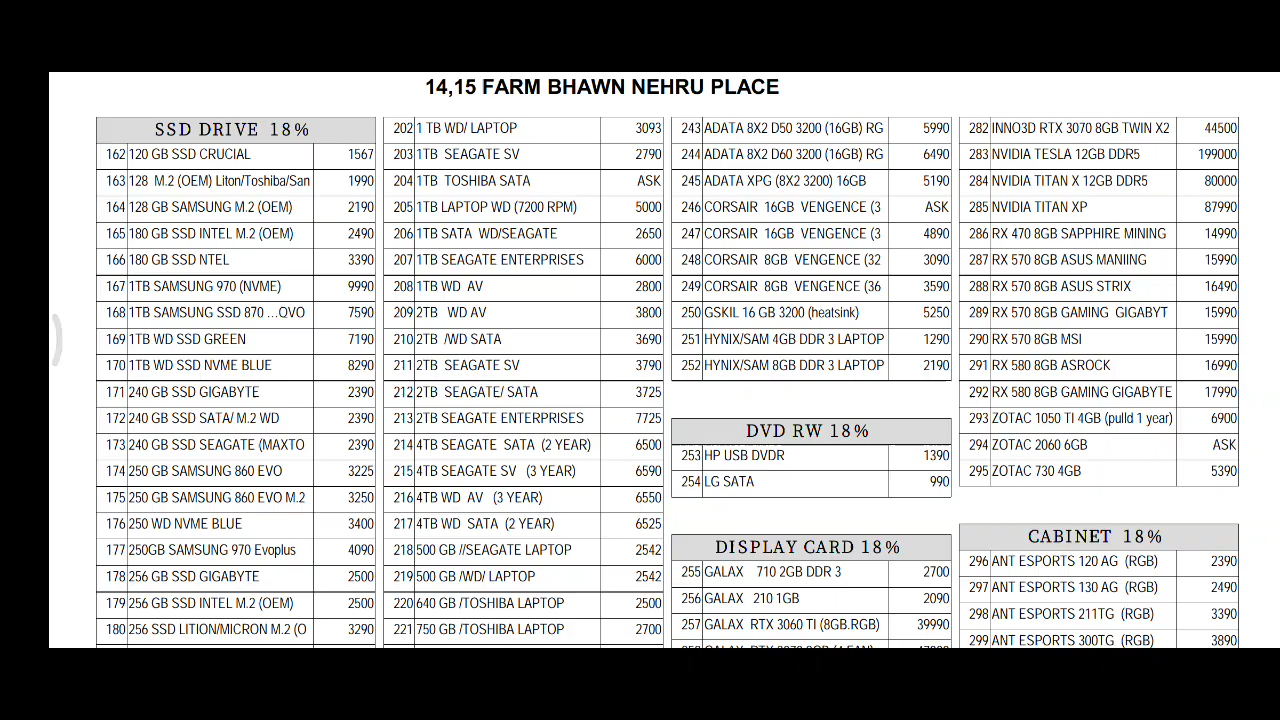 14,15 FARM BHAWN NEHRU PLACE
SSD DRIVE 18%
162 120 GB SSD CRUCIAL 1567
163 128 M.2 (OEM) Liton/Toshiba/San 1990
164 128 GB SAMSUNG M.2 (OEM) 2190
165 180 GB SSD INTEL M.2 (OEM) 2490
166 180 GB SSD NTEL 3390
167 1TB SAMSUNG 970 (NVME) 9990
168 1TB SAMSUNG SSD 870 ...QVO 7590
169 1TB WD SSD GREEN 7190
170 1TB WD SSD NVME BLUE 8290
171 240 GB SSD GIGABYTE 2390
172 240 GB SSD SATA/ M.2 WD 2390
173 240 GB SSD SEAGATE (MAXTO 2390
174 250 GB SAMSUNG 860 EVO 3225
175 250 GB SAMSUNG 860 EVO M.2 3250
176 250 WD NVME BLUE 3400
177 250GB SAMSUNG 970 Evoplus 4090
178 256 GB SSD GIGABYTE 2500
179 256 GB SSD INTEL M.2 (OEM) 2500
180 256 SSD LITION/MICRON M.2 (O 3290
202 1 TB WD/ LAPTOP 3093
203 1TB SEAGATE SV 2790
204 1TB TOSHIBA SATA ASK
205 1TB LAPTOP WD (7200 RPM) 5000
206 1TB SATA WD/SEAGATE 2650
207 1TB SEAGATE ENTERPRISES 6000
208 1TB WD AV 2800
209 2TB WD AV 3800
210 2TB /WD SATA 3690
211 2TB SEAGATE SV 3790
212 2TB SEAGATE/ SATA 3725
213 2TB SEAGATE ENTERPRISES 7725
214 4TB SEAGATE SATA (2 YEAR) 6500
215 4TB SEAGATE SV (3 YEAR) 6590
216 4TB WD AV (3 YEAR) 6550
217 4TB WD SATA (2 YEAR) 6525
218 500 GB //SEAGATE LAPTOP 2542
219 500 GB /WD/ LAPTOP 2542
220 640 GB /TOSHIBA LAPTOP 2500
221 750 GB /TOSHIBA LAPTOP 2700
243 ADATA 8X2 D50 3200 (16GB) RG 5990
244 ADATA 8X2 D60 3200 (16GB) RG 6490
245 ADATA XPG (8X2 3200) 16GB 5190
246 CORSAIR 16GB VENGENCE (3 ASK
247 CORSAIR 16GB VENGENCE (3 4890
248 CORSAIR 8GB VENGENCE (32 3090
249 CORSAIR 8GB VENGENCE (36 3590
250 GSKIL 16 GB 3200 (heatsink) 5250
251 HYNIX/SAM 4GB DDR 3 LAPTOP 1290
252 HYNIX/SAM 8GB DDR 3 LAPTOP 2190
DVD RW 18%
253 HP USB DVDR 1390
254 LG SATA 990
DISPLAY CARD 18%
255 GALAX 710 2GB DDR 3 2700
256 GALAX 210 1GB 2090
257 GALAX RTX 3060 TI (8GB.RGB) 39990
282 INNO3D RTX 3070 8GB TWIN X2 44500
283 NVIDIA TESLA 12GB DDR5 199000
284 NVIDIA TITAN X 12GB DDR5 80000
285 NVIDIA TITAN XP 87990
286 RX 470 8GB SAPPHIRE MINING 14990
287 RX 570 8GB ASUS MANIING 15990
288 RX 570 8GB ASUS STRIX 16490
289 RX 570 8GB GAMING GIGABYT 15990
290 RX 570 8GB MSI 15990
291 RX 580 8GB ASROCK 16990
292 RX 580 8GB GAMING GIGABYTE 17990
293 ZOTAC 1050 TI 4GB (pulld 1 year) 6900
294 ZOTAC 2060 6GB ASK
295 ZOTAC 730 4GB 5390
CABINET 18%
296 ANT ESPORTS 120 AG (RGB) 2390
297 ANT ESPORTS 130 AG (RGB) 2490
298 ANT ESPORTS 211TG (RGB) 3390
299 ANT ESPORTS 300TG (RGB) 3890